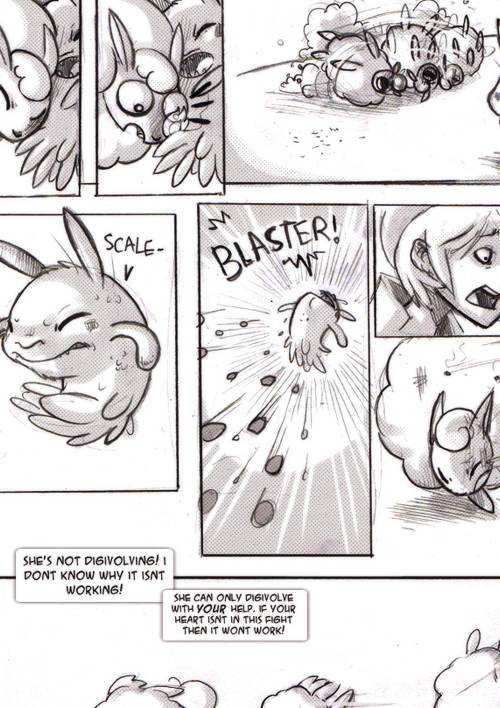 SCALE-
BLASTER!
SHE'S NOT DIGIVOLVING! I
DONT KNOW WHY IT ISNT
WORKING!
SHE CAN ONLY DIGIVOLVE
WITH YOUR HELP. IF YOUR
HEART ISNT IN THIS FIGHT
THEN IT WONT WORK!